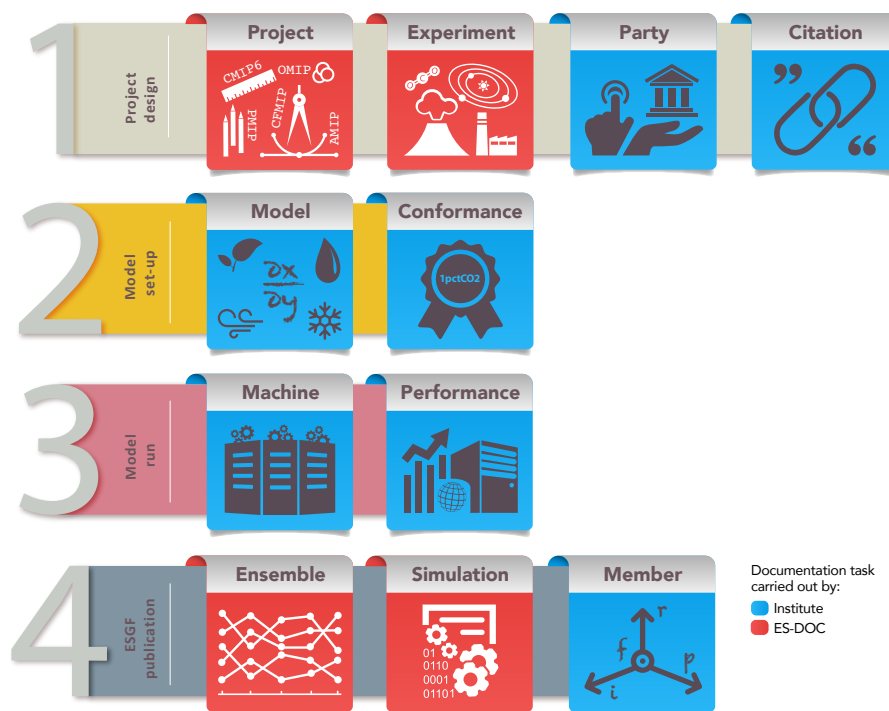 1
Project
design
Project
CMIP6
OMIP
PMIP
CFMIP
AMIP
Experiment
O C O
Party
Citation
”
“
2
Model
set-up
Model
∂x
∂y
Conformance
1pctCO2
3
Model
run
Machine
Performance
4
ESGF
publication
Ensemble
Simulation
01
0110
0001
01101
Member
r
f
i
p
Documentation task
carried out by:
Institute
ES-DOC